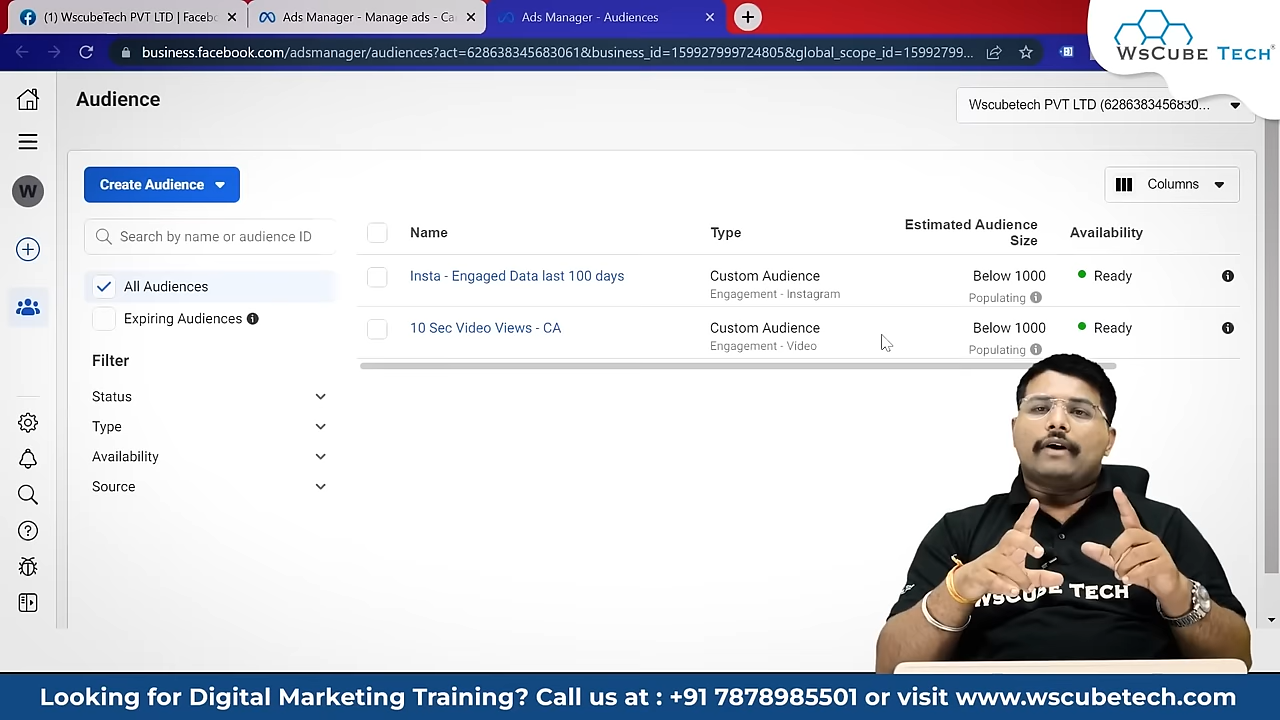 (1) WscubeTech PVT LTD | Faceb
Ads Manager - Manage ads - Ca
Ads Manager - Audiences
business.facebook.com/adsmanager/audiences?act=628638345683061&business_id=159927999724805&global_scope_id=15992799...
WsCube Tech
Audience
Wscubetech PVT LTD (6286383456830...
W
Create Audience
Columns
Search by name or audience ID
Name
Type
Estimated Audience Size
Availability
All Audiences
Expiring Audiences
Insta - Engaged Data last 100 days
Custom Audience
Engagement - Instagram
Below 1000
Populating
Ready
10 Sec Video Views - CA
Custom Audience
Engagement - Video
Below 1000
Populating
Ready
Filter
Status
Type
Availability
Source
WsCube Tech
Looking for Digital Marketing Training? Call us at : +91 7878985501 or visit www.wscubetech.com